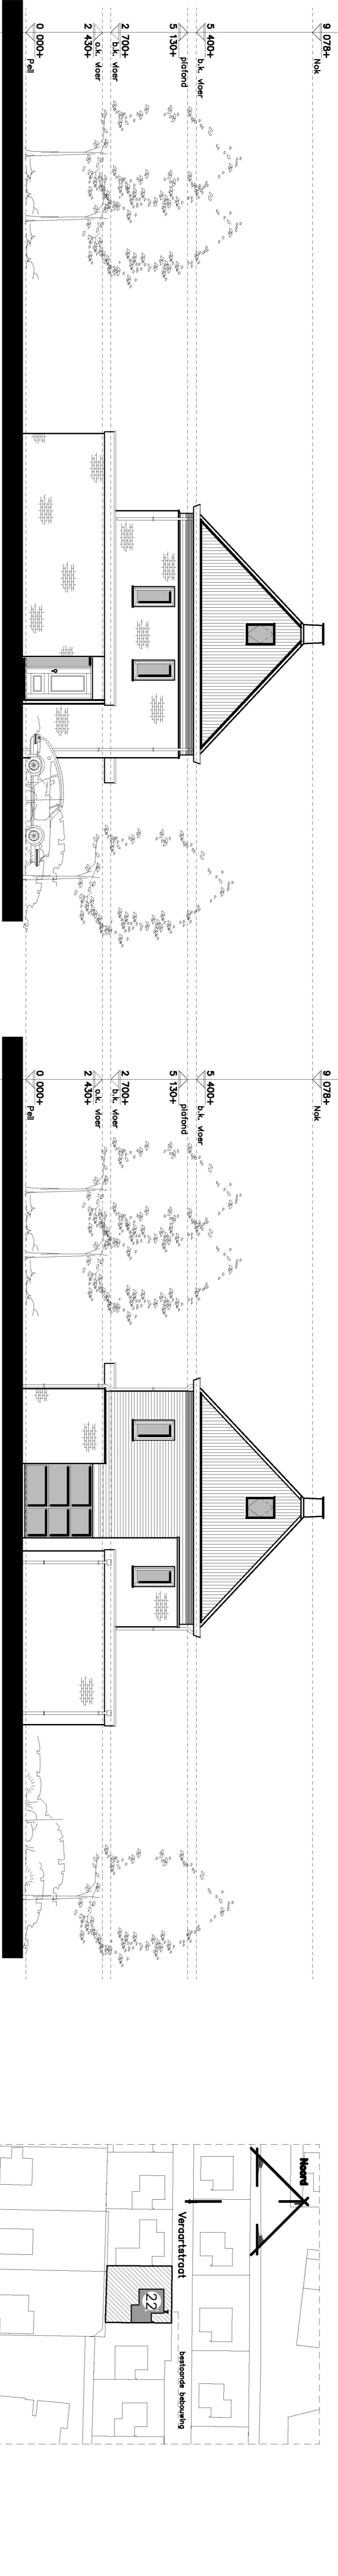 9 078+
Nok
5 400+
b.k. vloer
5 130+
plafond
2 700+
b.k. vloer
2 430+
o.k. vloer
0 000+
Peil
9 078+
Nok
5 400+
b.k. vloer
5 130+
plafond
2 700+
b.k. vloer
2 430+
o.k. vloer
0 000+
Peil
Noord
Veraartstraat
22
bestaande bebouwing